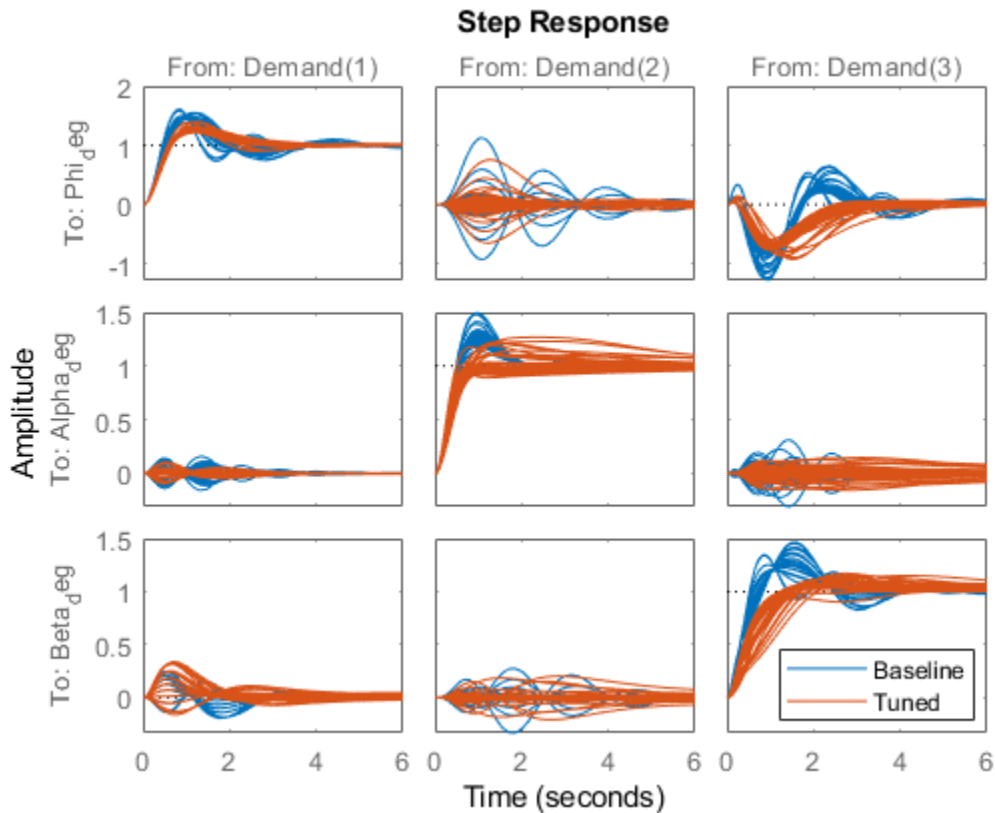 Step Response
From: Demand(1) From: Demand(2) From: Demand(3)
To: Phi_deg
2
1
0
-1
To: Alpha_deg
1.5
1
0.5
0
To: Beta_deg
1.5
1
0.5
0
Amplitude
Baseline
Tuned
0 2 4 6 0 2 4 6 0 2 4 6
Time (seconds)